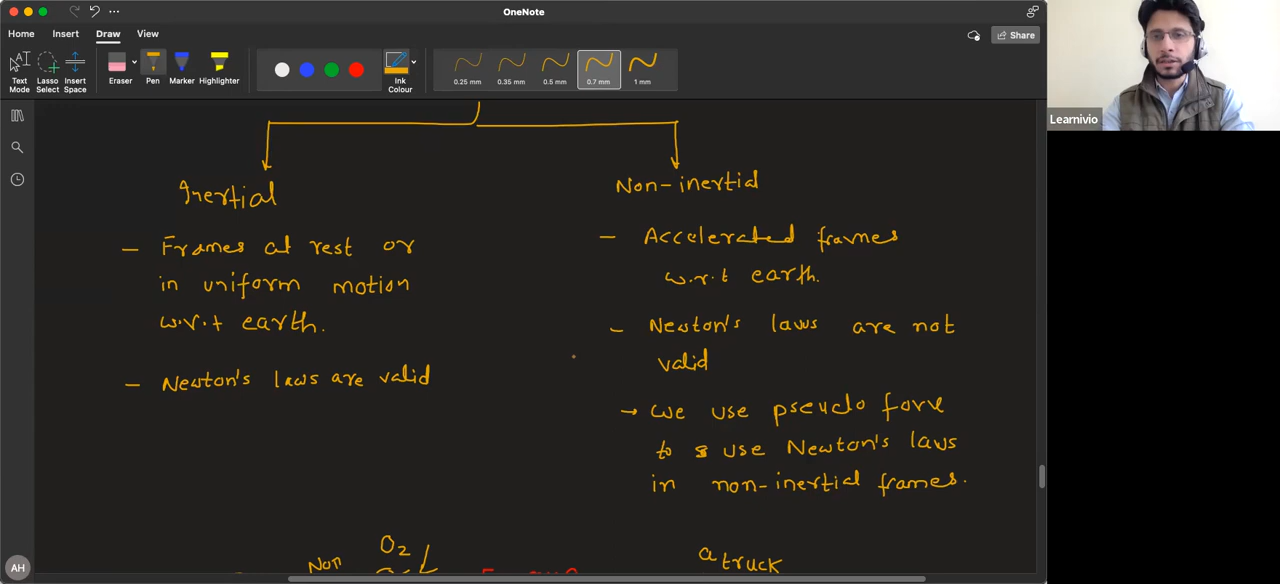 OneNote
Home Insert Draw View
Share
Text Mode
Lasso Select
Insert Space
Eraser
Pen
Marker
Highlighter
Ink Colour
0.25 mm
0.35 mm
0.5 mm
0.7 mm
1 mm
Learnivio
Inertial
- Frames at rest or
in uniform motion
w.r.t earth.
- Newton's laws are valid
Non-inertial
- Accelerated frames
w.r.t earth.
- Newton's laws are not
valid
→ We use pseudo force
to use Newton's laws
in non-inertial frames.
Non
O2
a truck
AH